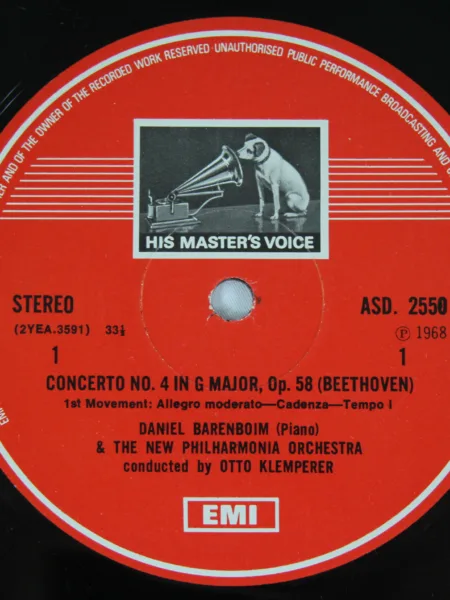 R AND OF THE OWNER OF THE RECORDED WORK RESERVED · UNAUTHORISED PUBLIC PERFORMANCE BROADCASTING AND
HIS MASTER'S VOICE
STEREO
ASD. 2550
(2YEA.3591) 33⅓
Ⓟ 1968
1
1
CONCERTO NO. 4 IN G MAJOR, Op. 58 (BEETHOVEN)
1st Movement: Allegro moderato—Cadenza—Tempo I
DANIEL BARENBOIM (Piano)
& THE NEW PHILHARMONIA ORCHESTRA
conducted by OTTO KLEMPERER
EMI